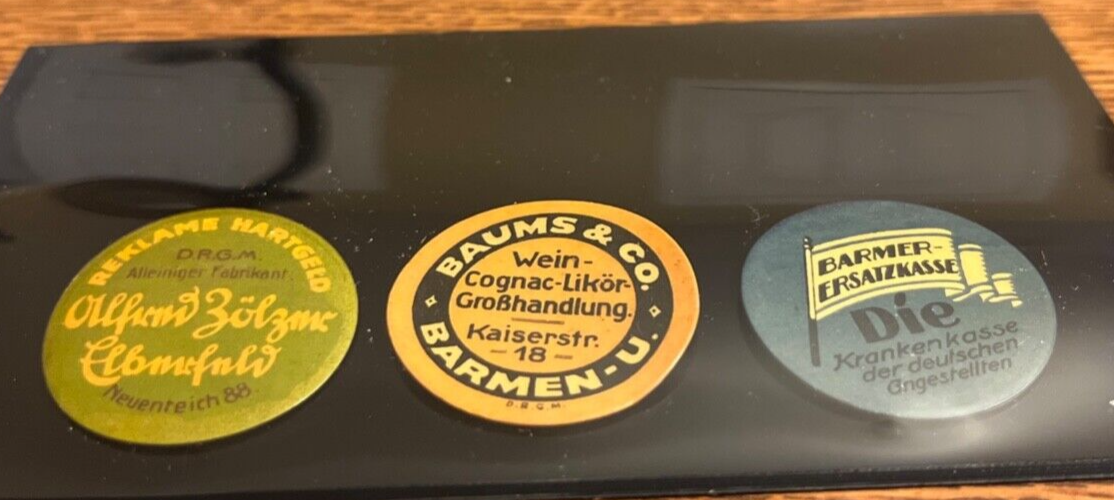 REKLAME HARTGELD
D.R.G.M.
Alleiniger Fabrikant.
Alfred Zölzer
Elberfeld
Neuenteich 88.
BAUMS & CO.
Wein-
Cognac-Likör-
Großhandlung.
Kaiserstr.
– 18 –
BARMEN-U.
D.R.G.M.
BARMER-
ERSATZKASSE
Die
Krankenkasse
der deutschen
Angestellten